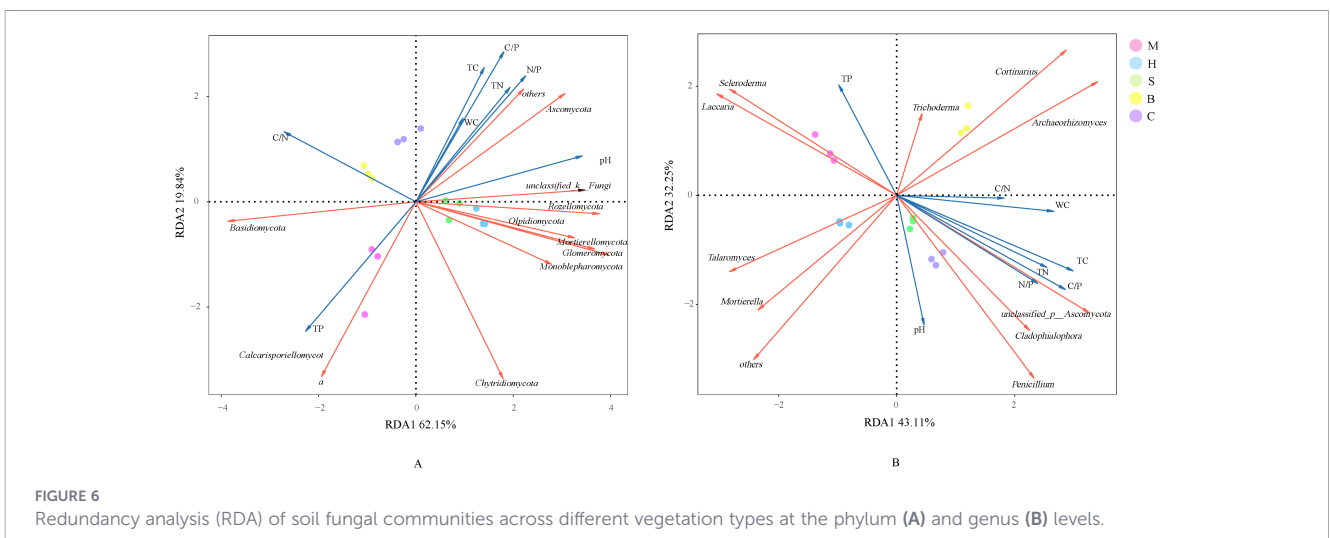 C/P
TC
N/P
TN
others
Ascomycota
WC
C/N
pH
unclassified_k__Fungi
Rozellomycota
Olpidiomycota
Basidiomycota
Mortierellomycota
Glomeromycota
Monoblepharomycota
TP
Calcarisporiellomycot
a
Chytridiomycota
2
0
−2
RDA2 19.84%
−4
−2
0
2
4
RDA1 62.15%
A
Cortinarius
Scleroderma
TP
Laccaria
Trichoderma
Archaeorhizomyces
C/N
WC
Talaromyces
TC
TN
N/P
C/P
Mortierella
unclassified_p__Ascomycota
pH
Cladophialophora
others
Penicillium
2
0
−2
RDA2 32.25%
−2
0
2
RDA1 43.11%
B
M
H
S
B
C
FIGURE 6
Redundancy analysis (RDA) of soil fungal communities across different vegetation types at the phylum (A) and genus (B) levels.